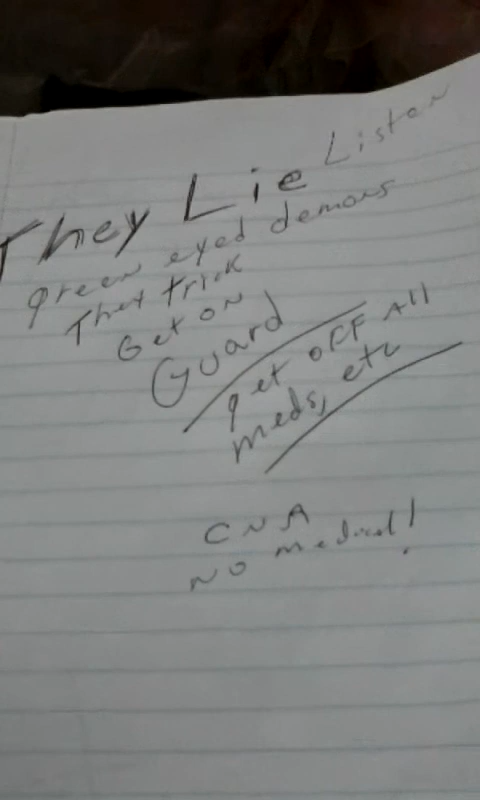 They Lie Listen
green eyed demons
That trick
Get on
Guard
get OFF All
meds, etc
CNA
NO medical!